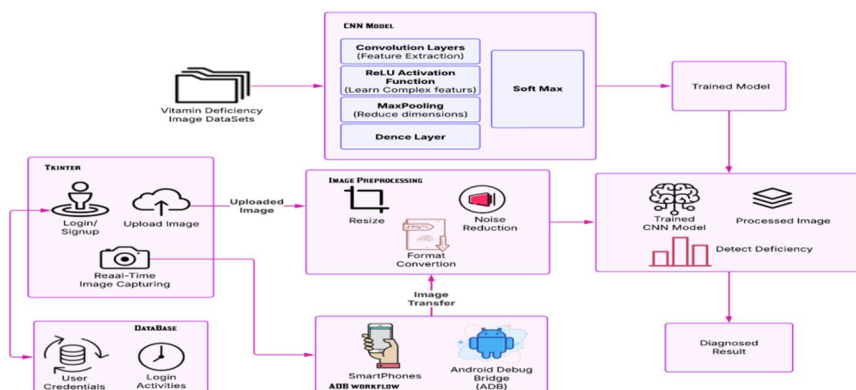 CNN MODEL
Convolution Layers
(Feature Extraction)
ReLU Activation
Function
(Learn Complex featurs)
MaxPooling
(Reduce dimensions)
Dence Layer
Soft Max
Trained Model
Vitamin Deficiency
Image DataSets
TKINTER
Login/
Signup
Upload Image
Reaal-Time
Image Capturing
Uploaded
Image
IMAGE PREPROCESSING
Resize
Noise
Reduction
Format
Convertion
Trained
CNN Model
Processed Image
Detect Deficiency
Image
Transfer
DATABASE
User
Credentials
Login
Activities
SmartPhones
Android Debug
Bridge
(ADB)
ADB WORKFLOW
Diagnosed
Result